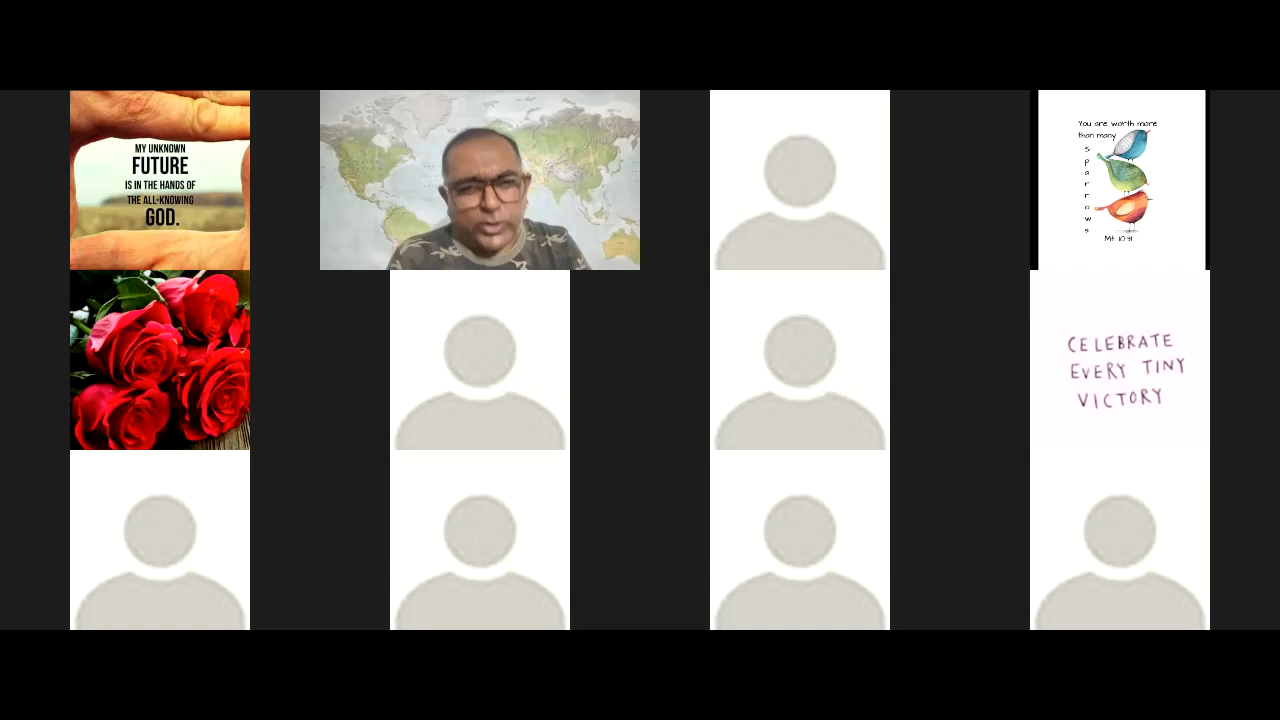 MY UNKNOWN
FUTURE
IS IN THE HANDS OF
THE ALL-KNOWING
GOD.
You are worth more
than many
s
p
a
r
r
o
w
s
Mt. 10:31
CELEBRATE
EVERY TINY
VICTORY